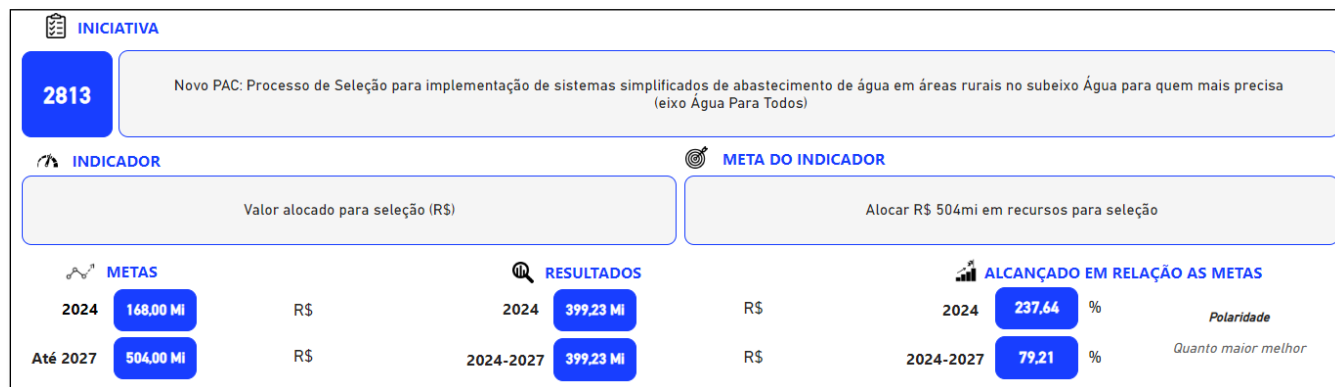 INICIATIVA
2813
Novo PAC: Processo de Seleção para implementação de sistemas simplificados de abastecimento de água em áreas rurais no subeixo Água para quem mais precisa
(eixo Água Para Todos)
INDICADOR
META DO INDICADOR
Valor alocado para seleção (R$)
Alocar R$ 504mi em recursos para seleção
METAS
RESULTADOS
ALCANÇADO EM RELAÇÃO AS METAS
2024 168,00 Mi R$ 2024 399,23 Mi R$ 2024 237,64 % Polaridade
Até 2027 504,00 Mi R$ 2024-2027 399,23 Mi R$ 2024-2027 79,21 % Quanto maior melhor